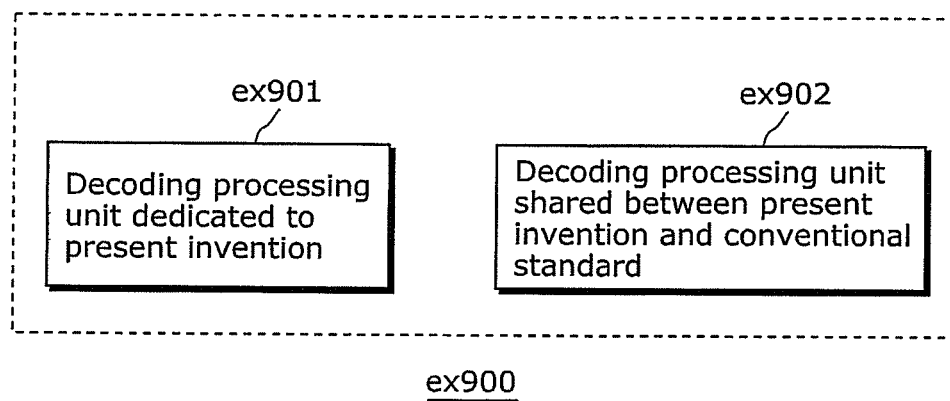 ex901
ex902
Decoding processing
unit dedicated to
present invention
Decoding processing unit
shared between present
invention and conventional
standard
ex900